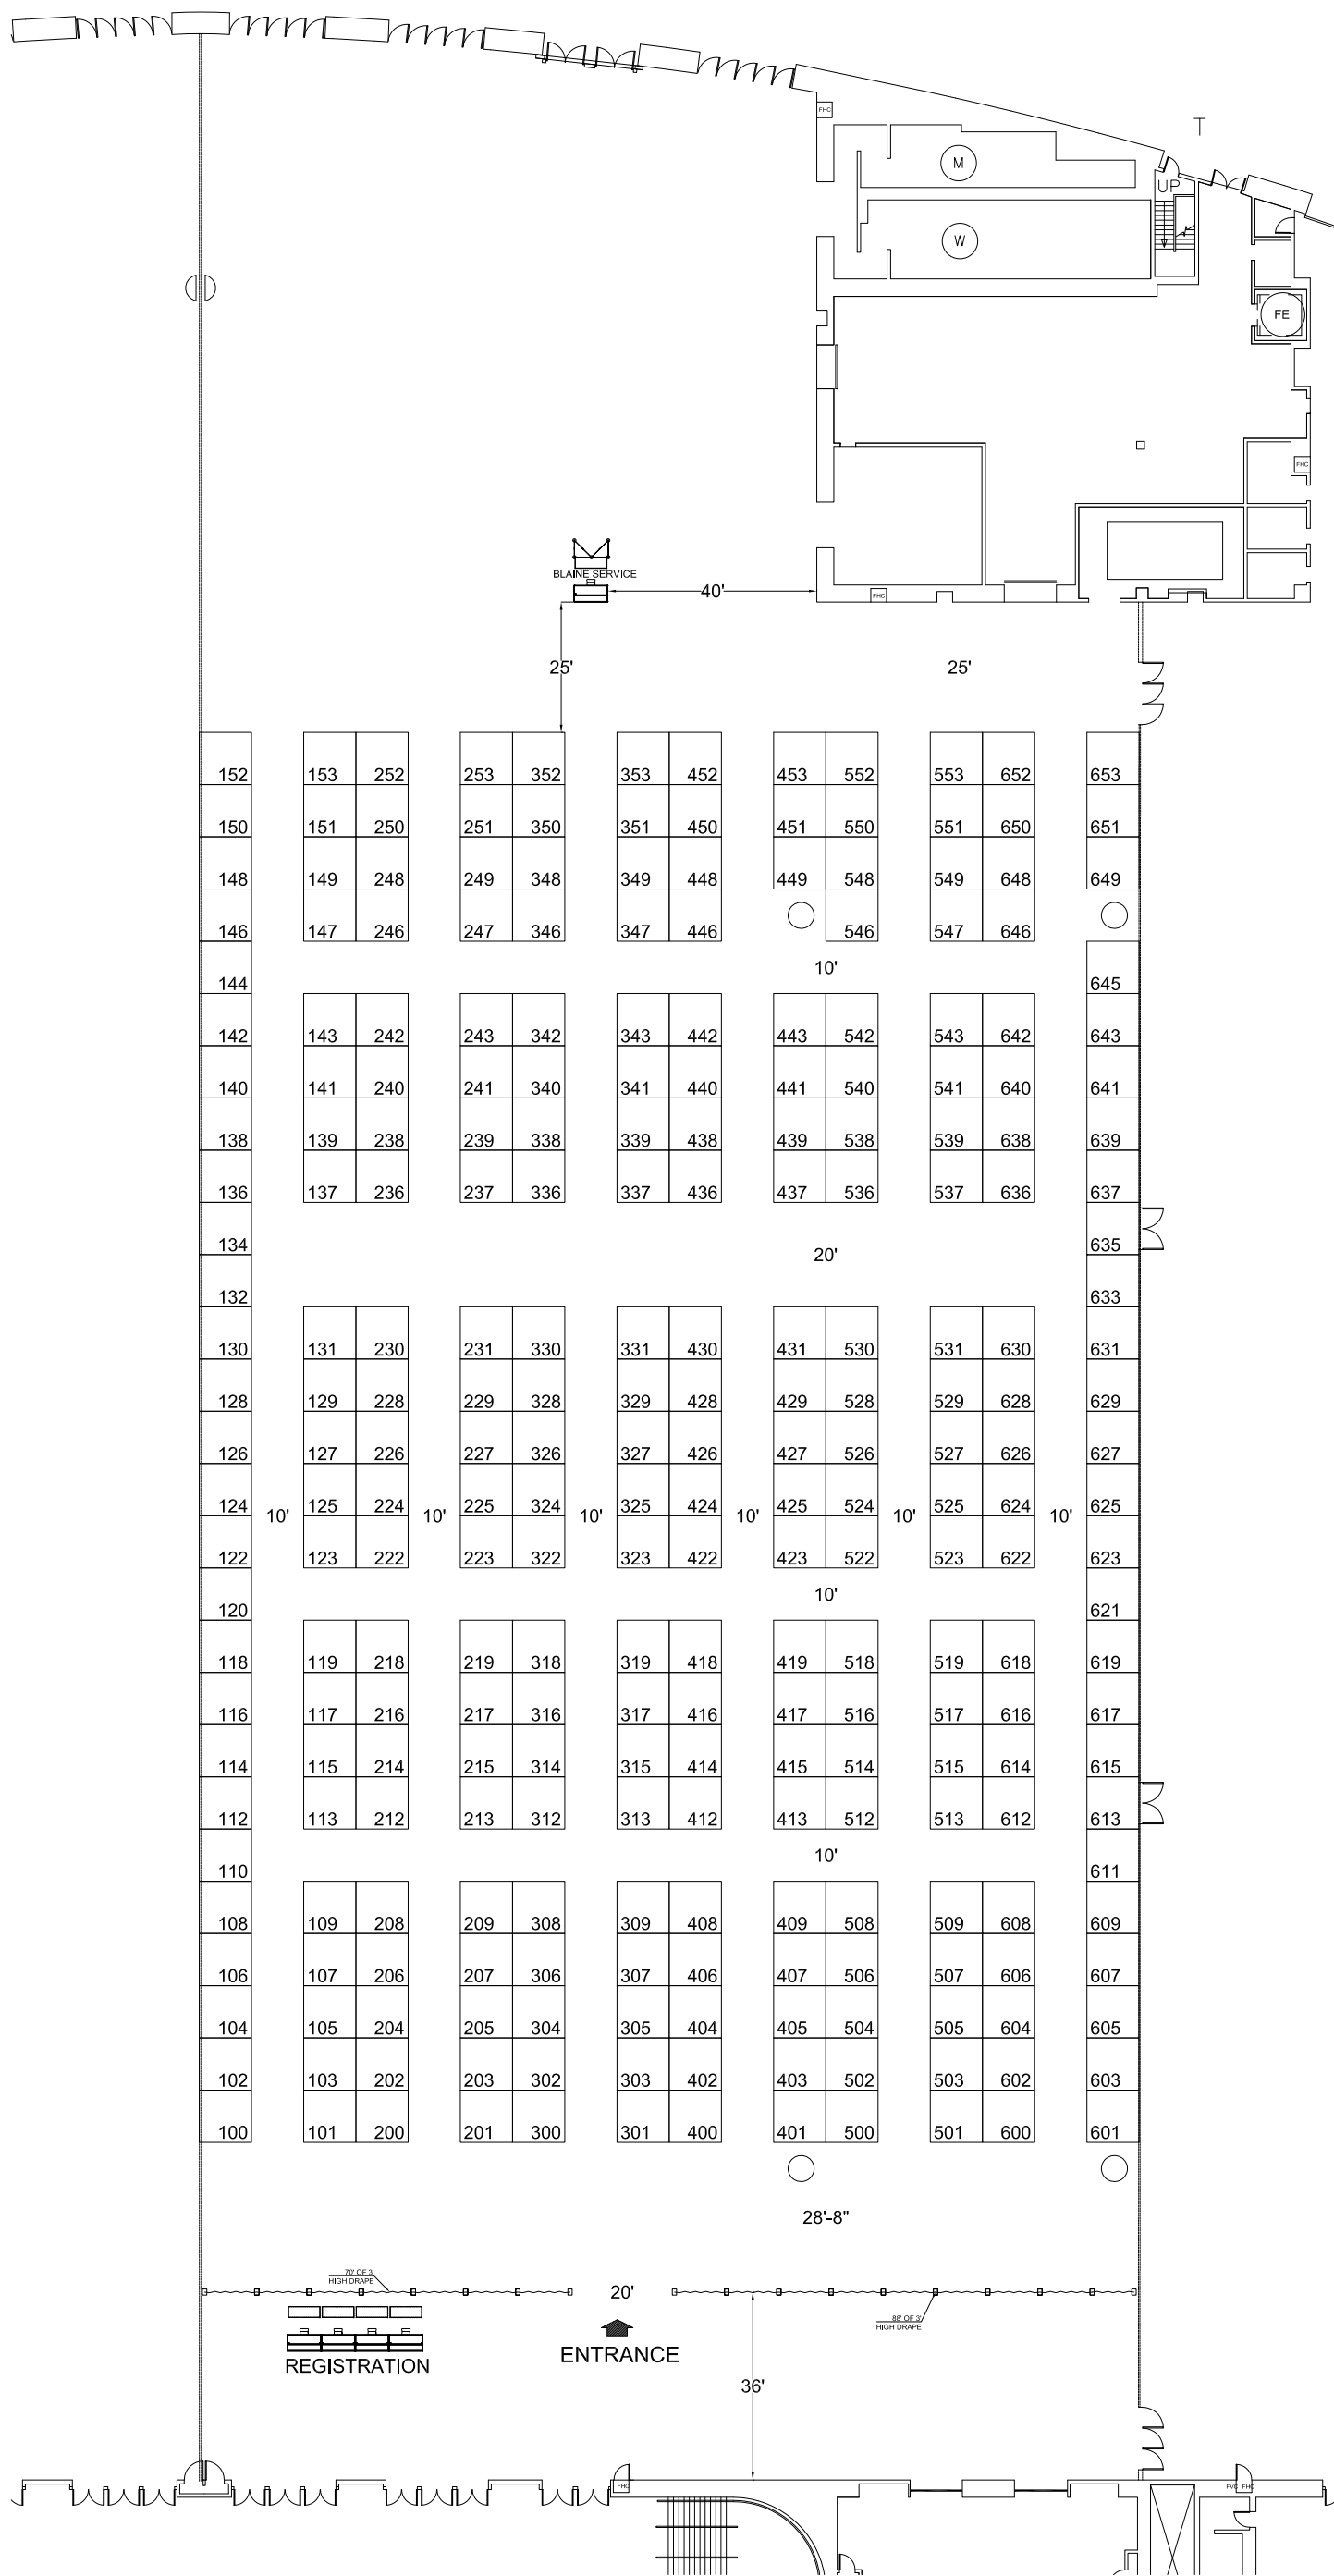 FHC
T
M
UP
W
FE
FHC
BLAINE SERVICE
40'
FHC
25' 25'
152 153 252 253 352 353 452 453 552 553 652 653
150 151 250 251 350 351 450 451 550 551 650 651
148 149 248 249 348 349 448 449 548 549 648 649
146 147 246 247 346 347 446 546 547 646
10'
144 645
142 143 242 243 342 343 442 443 542 543 642 643
140 141 240 241 340 341 440 441 540 541 640 641
138 139 238 239 338 339 438 439 538 539 638 639
136 137 236 237 336 337 436 437 536 537 636 637
134 20' 635
132 633
130 131 230 231 330 331 430 431 530 531 630 631
128 129 228 229 328 329 428 429 528 529 628 629
126 127 226 227 326 327 426 427 526 527 626 627
124 125 224 225 324 325 424 425 524 525 624 625
10' 10' 10' 10' 10' 10'
122 123 222 223 322 323 422 423 522 523 622 623
10'
120 621
118 119 218 219 318 319 418 419 518 519 618 619
116 117 216 217 316 317 416 417 516 517 616 617
114 115 214 215 314 315 414 415 514 515 614 615
112 113 212 213 312 313 412 413 512 513 612 613
10'
110 611
108 109 208 209 308 309 408 409 508 509 608 609
106 107 206 207 306 307 406 407 506 507 606 607
104 105 204 205 304 305 404 405 504 505 604 605
102 103 202 203 302 303 402 403 502 503 602 603
100 101 200 201 300 301 400 401 500 501 600 601
28'-8"
70' OF 3'
HIGH DRAPE
20'
88' OF 3'
HIGH DRAPE
ENTRANCE
REGISTRATION
36'
FHC FVC FHC